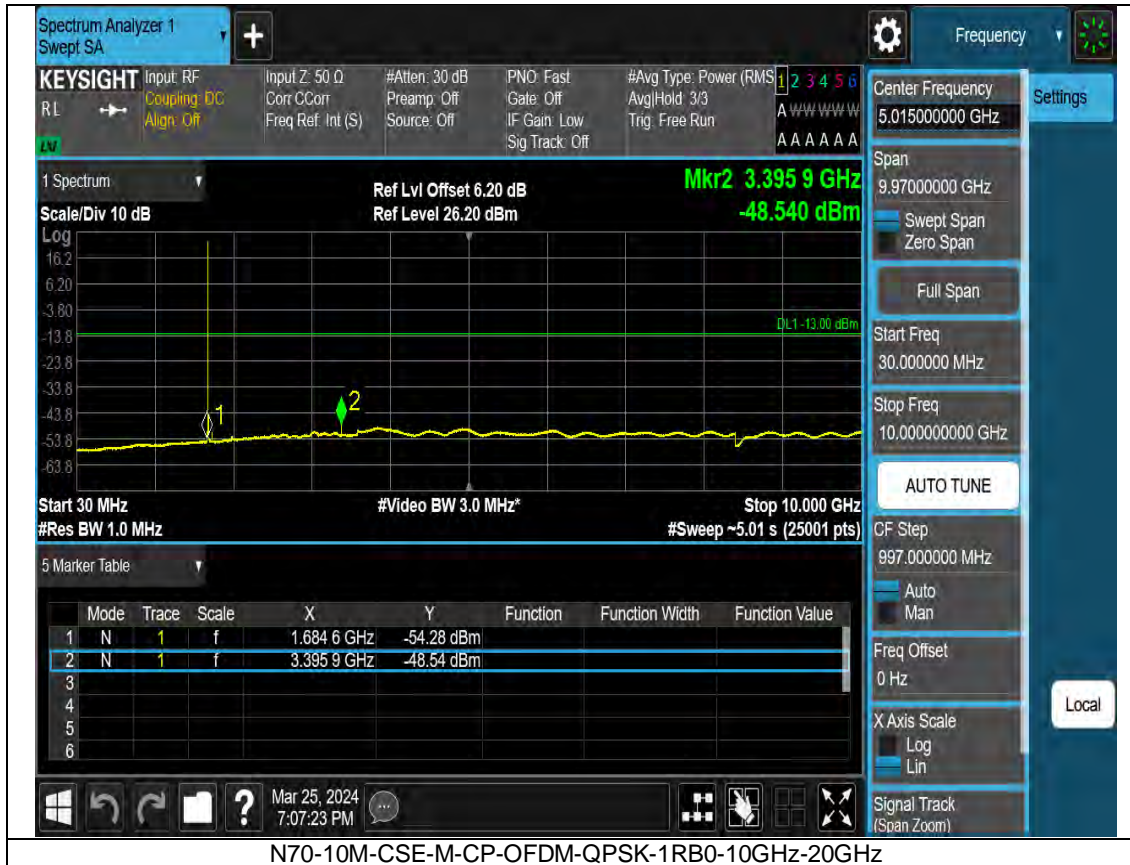 Spectrum Analyzer 1
Swept SA
+
Frequency
KEYSIGHT
RL
LXI
Input: RF
Coupling: DC
Align: Off
Input Z: 50 Ω
Corr CCorr
Freq Ref: Int (S)
#Atten: 30 dB
Preamp: Off
Source: Off
PNO: Fast
Gate: Off
IF Gain: Low
Sig Track: Off
#Avg Type: Power (RMS
Avg|Hold: 3/3
Trig: Free Run
1 2 3 4 5 6
A W W W W W
A A A A A A
1 Spectrum
Scale/Div 10 dB
Ref Lvl Offset 6.20 dB
Ref Level 26.20 dBm
Mkr2 3.395 9 GHz
-48.540 dBm
Log
16.2
6.20
-3.80
-13.8
-23.8
-33.8
-43.8
-53.8
-63.8
DL1 -13.00 dBm
1
2
Start 30 MHz
#Video BW 3.0 MHz*
Stop 10.000 GHz
#Res BW 1.0 MHz
#Sweep ~5.01 s (25001 pts)
5 Marker Table
Mode Trace Scale X Y Function Function Width Function Value
1 N 1 f 1.684 6 GHz -54.28 dBm
2 N 1 f 3.395 9 GHz -48.54 dBm
3
4
5
6
Center Frequency
5.015000000 GHz
Settings
Span
9.97000000 GHz
Swept Span
Zero Span
Full Span
Start Freq
30.000000 MHz
Stop Freq
10.000000000 GHz
AUTO TUNE
CF Step
997.000000 MHz
Auto
Man
Freq Offset
0 Hz
X Axis Scale
Log
Lin
Local
Signal Track
(Span Zoom)
?
Mar 25, 2024
7:07:23 PM
N70-10M-CSE-M-CP-OFDM-QPSK-1RB0-10GHz-20GHz